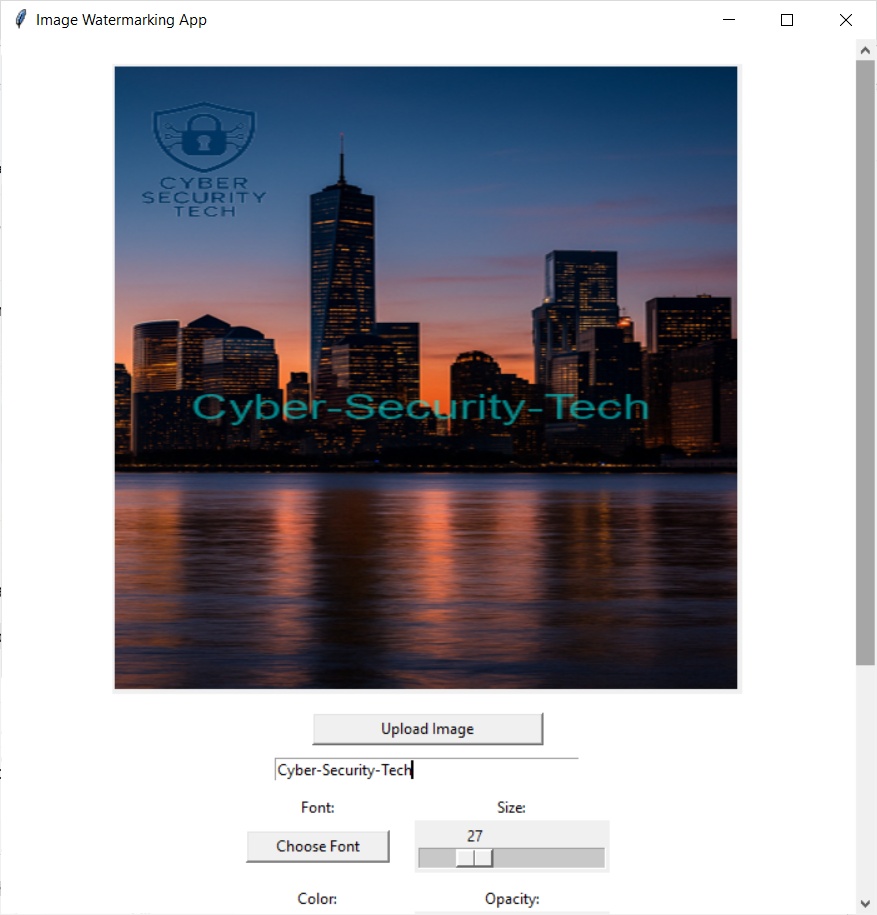 Image Watermarking App
CYBER
SECURITY
TECH
Cyber-Security-Tech
Upload Image
Cyber-Security-Tech
Font:
Size:
Choose Font
27
Color:
Opacity: